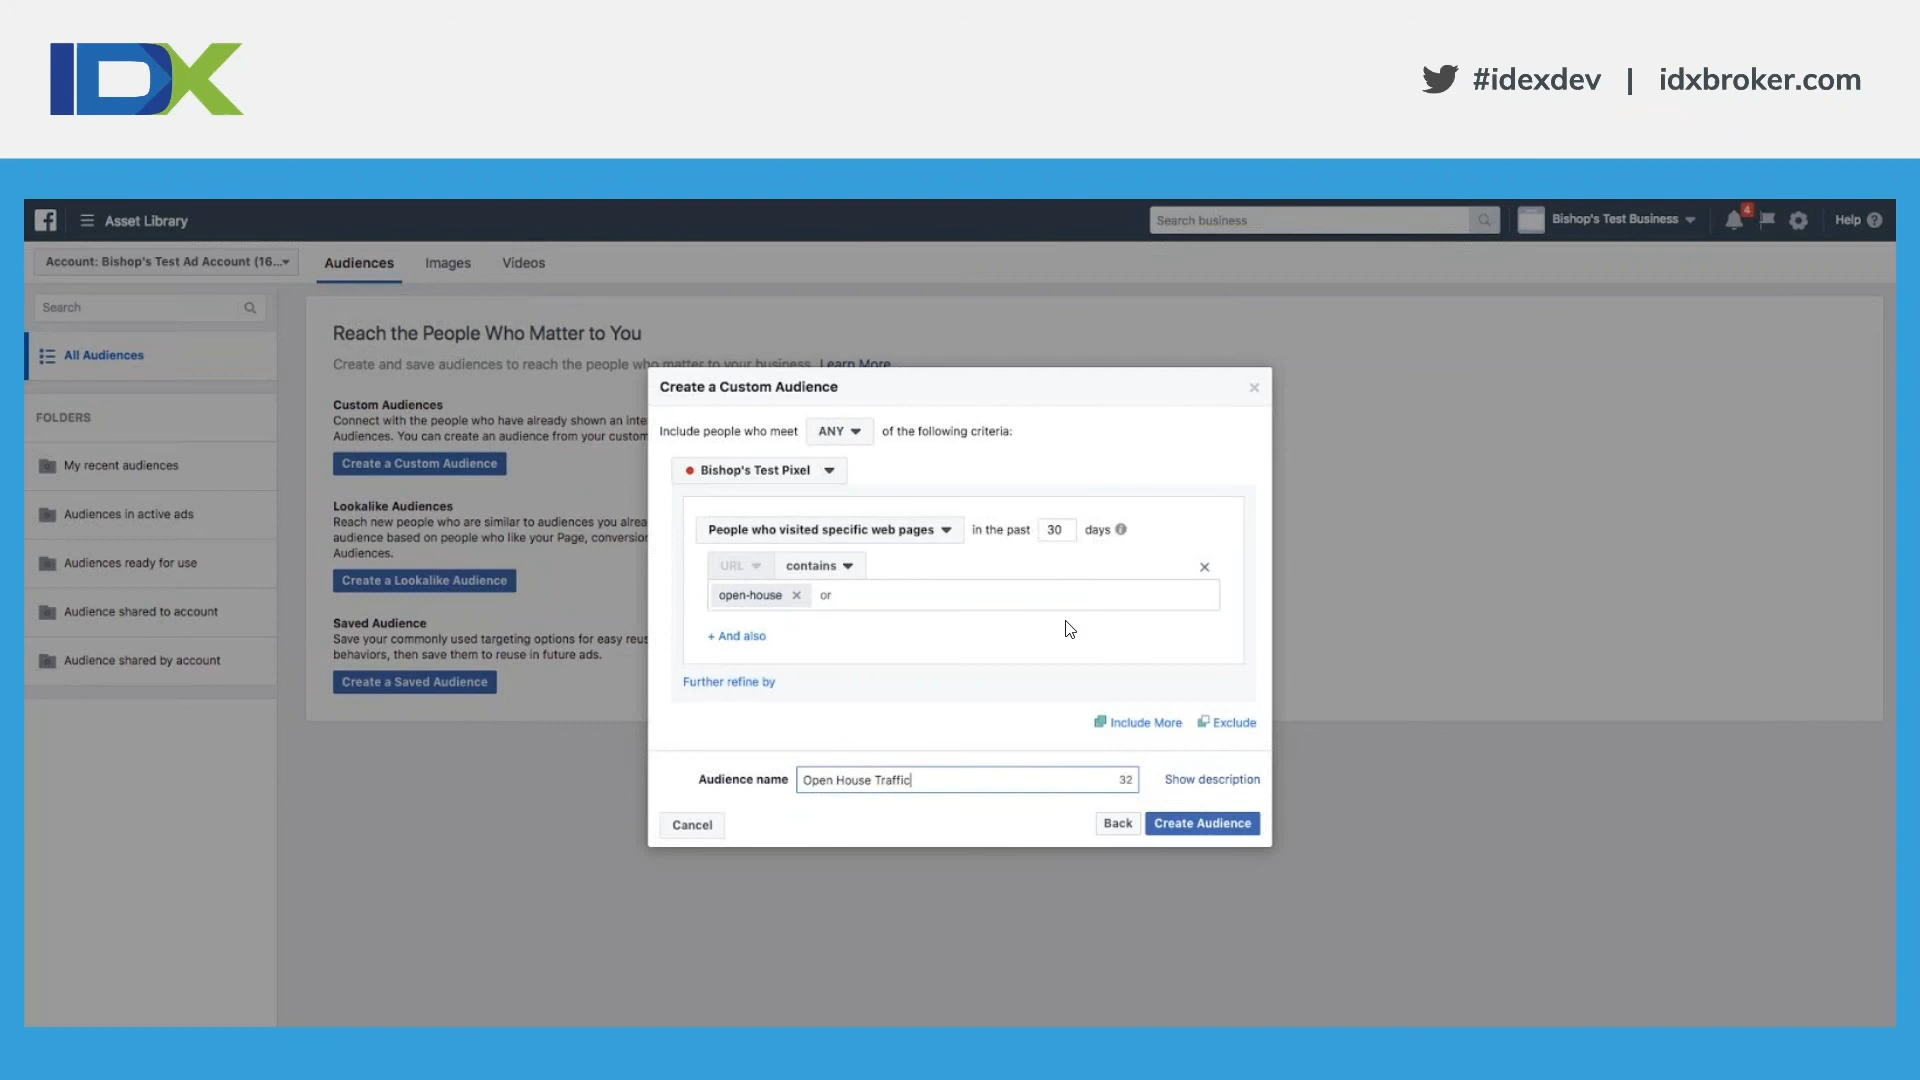 IDX
#idexdev | idxbroker.com
Asset Library
Search business
Bishop's Test Business
4
Help
Account: Bishop's Test Ad Account (16...
Audiences
Images
Videos
Search
All Audiences
FOLDERS
My recent audiences
Audiences in active ads
Audiences ready for use
Audience shared to account
Audience shared by account
Reach the People Who Matter to You
Create and save audiences to reach the people who matter to your business. Learn More
Custom Audiences
Connect with the people who have already shown an inte
Audiences. You can create an audience from your custom
Create a Custom Audience
Lookalike Audiences
Reach new people who are similar to audiences you alrea
audience based on people who like your Page, conversion
Audiences.
Create a Lookalike Audience
Saved Audience
Save your commonly used targeting options for easy reus
behaviors, then save them to reuse in future ads.
Create a Saved Audience
Create a Custom Audience
Include people who meet ANY of the following criteria:
Bishop's Test Pixel
People who visited specific web pages in the past 30 days
URL contains
open-house or
+ And also
Further refine by
Include More Exclude
Audience name Open House Traffic 32 Show description
Cancel Back Create Audience